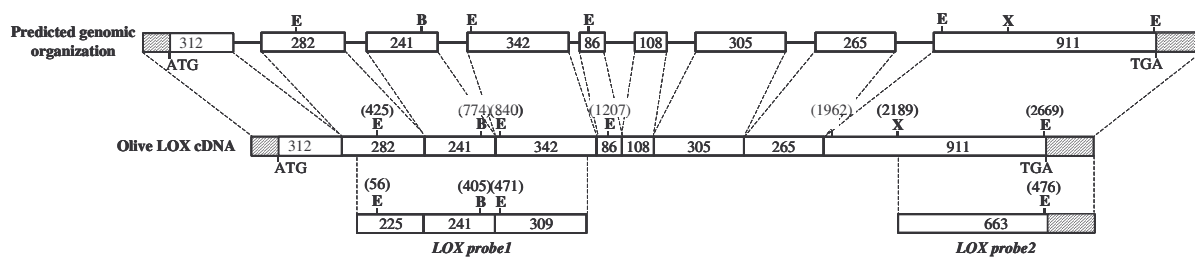 E B E E E X E
Predicted genomic organization
312 282 241 342 86 108 305 265 911
ATG TGA
(425) (774) (840) (1207) (1962) (2189) (2669)
E B E E X E
Olive LOX cDNA
312 282 241 342 86 108 305 265 911
ATG TGA
(56) (405) (471) (476)
E B E E
225 241 309 663
LOX probe1 LOX probe2